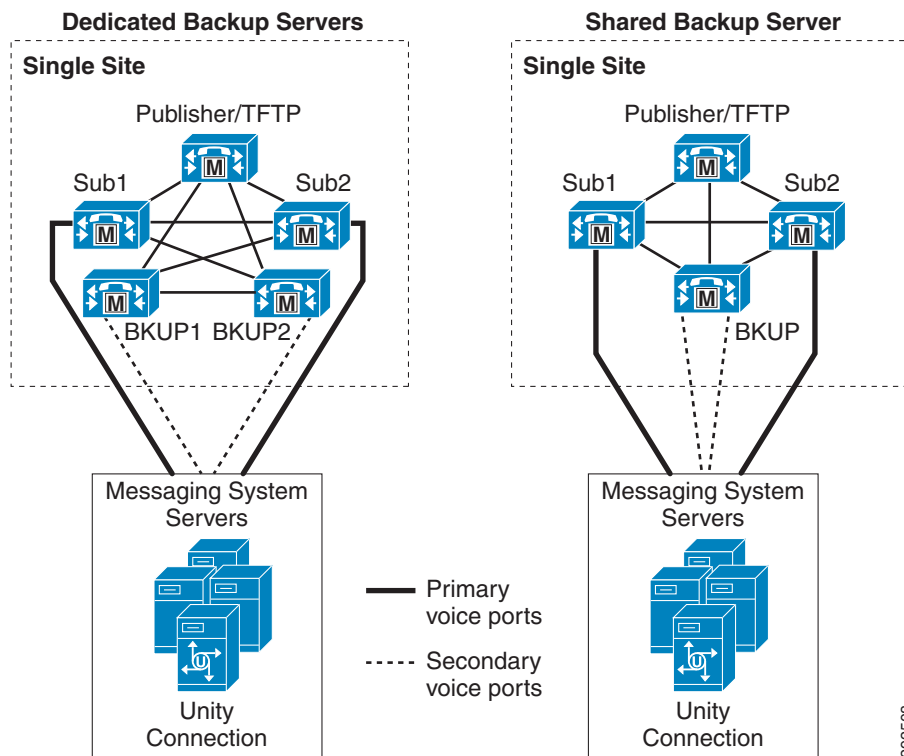 Dedicated Backup Servers
Single Site
Publisher/TFTP
Sub1
Sub2
M
M
M
M
M
BKUP1
BKUP2
Messaging System
Servers
U
Unity
Connection
Primary
voice ports
Secondary
voice ports
Shared Backup Server
Single Site
Publisher/TFTP
Sub1
Sub2
M
M
M
M
BKUP
Messaging System
Servers
U
Unity
Connection